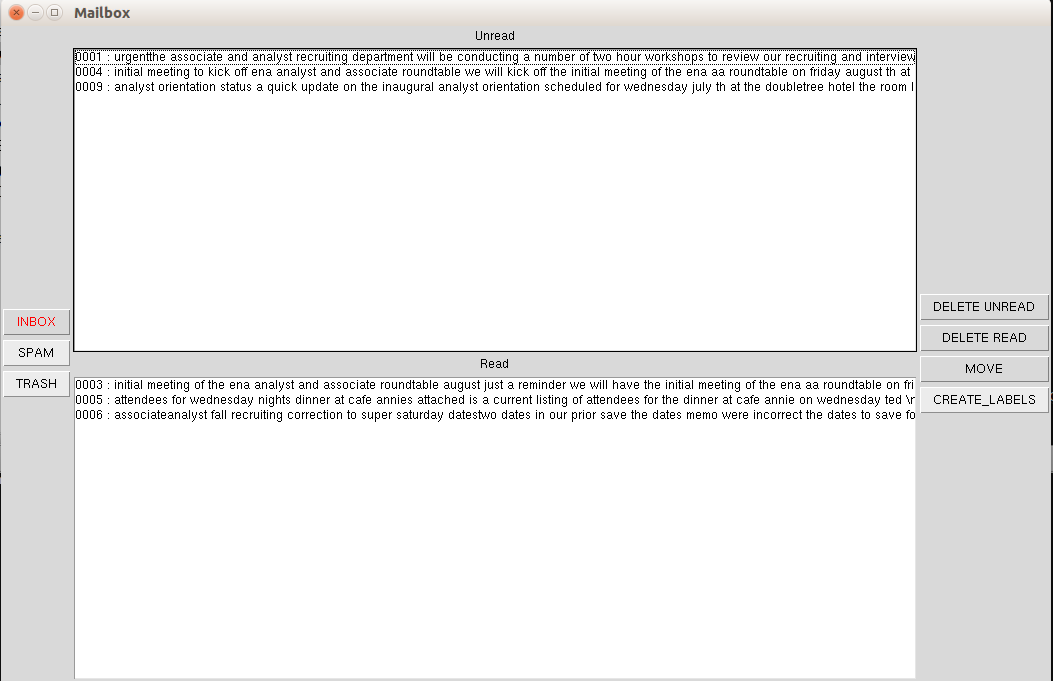 Mailbox
Unread
0001 : urgentthe associate and analyst recruiting department will be conducting a number of two hour workshops to review our recruiting and interview
0004 : initial meeting to kick off ena analyst and associate roundtable we will kick off the initial meeting of the ena aa roundtable on friday august th at
0009 : analyst orientation status a quick update on the inaugural analyst orientation scheduled for wednesday july th at the doubletree hotel the room l
INBOX
SPAM
TRASH
DELETE UNREAD
DELETE READ
MOVE
CREATE_LABELS
Read
0003 : initial meeting of the ena analyst and associate roundtable august just a reminder we will have the initial meeting of the ena aa roundtable on fri
0005 : attendees for wednesday nights dinner at cafe annies attached is a current listing of attendees for the dinner at cafe annie on wednesday ted \r
0006 : associateanalyst fall recruiting correction to super saturday datestwo dates in our prior save the dates memo were incorrect the dates to save fo